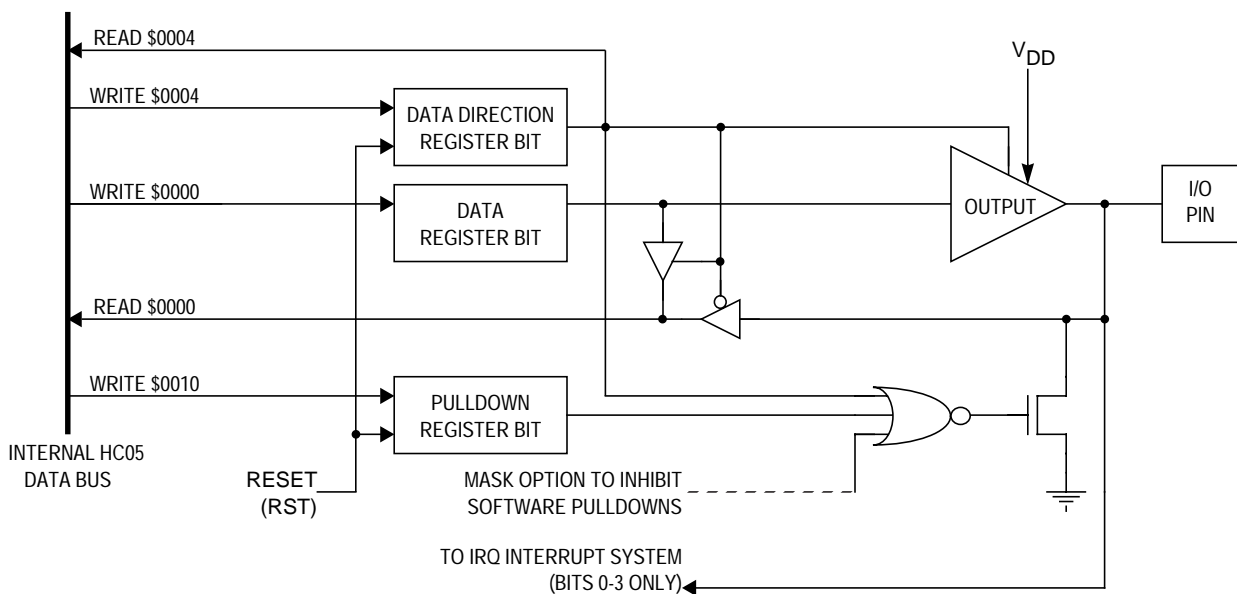 READ $0004
V_DD
WRITE $0004
DATA DIRECTION
REGISTER BIT
WRITE $0000
DATA
REGISTER BIT
OUTPUT
I/O
PIN
READ $0000
WRITE $0010
PULLDOWN
REGISTER BIT
INTERNAL HC05
DATA BUS
RESET
(RST)
MASK OPTION TO INHIBIT
SOFTWARE PULLDOWNS
TO IRQ INTERRUPT SYSTEM
(BITS 0-3 ONLY)